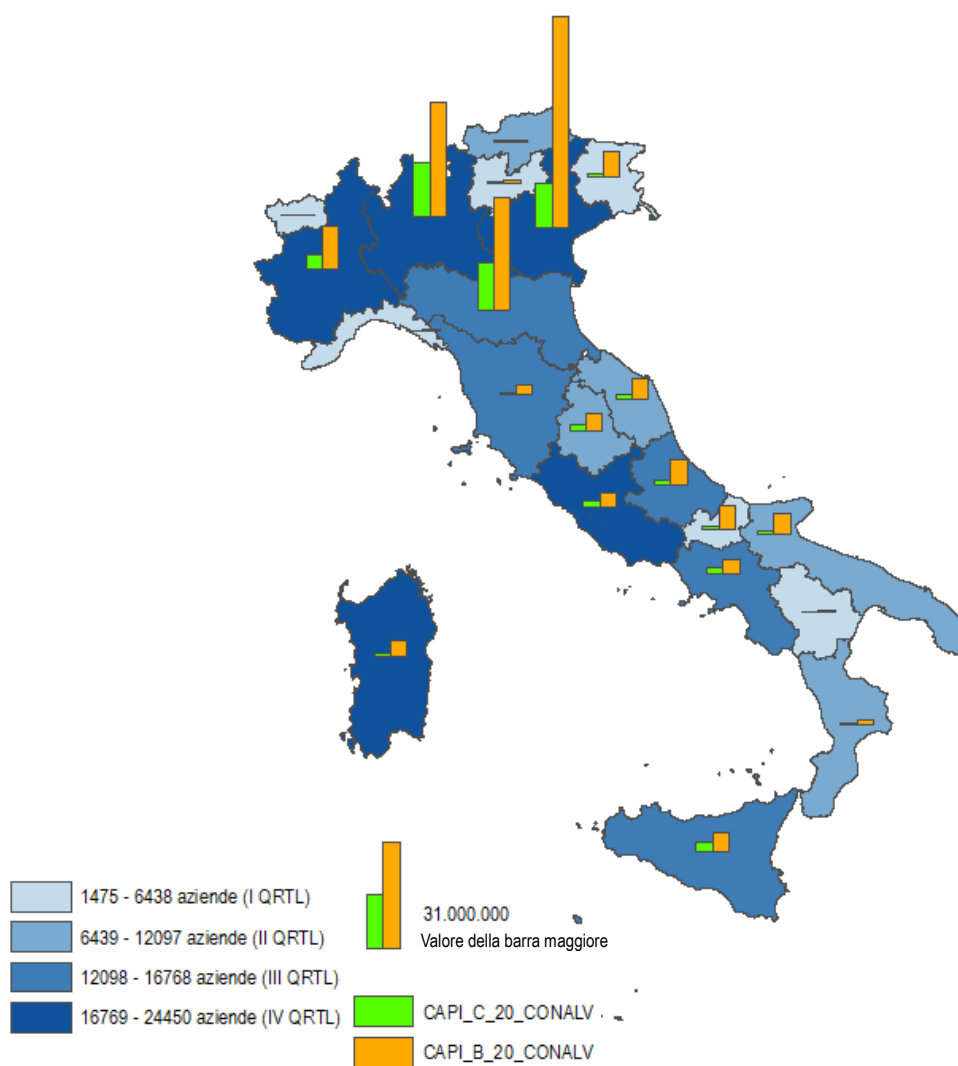 1475 - 6438 aziende (I QRTL)
6439 - 12097 aziende (II QRTL)
12098 - 16768 aziende (III QRTL)
16769 - 24450 aziende (IV QRTL)
31.000.000
Valore della barra maggiore
CAPI_C_20_CONALV
CAPI_B_20_CONALV